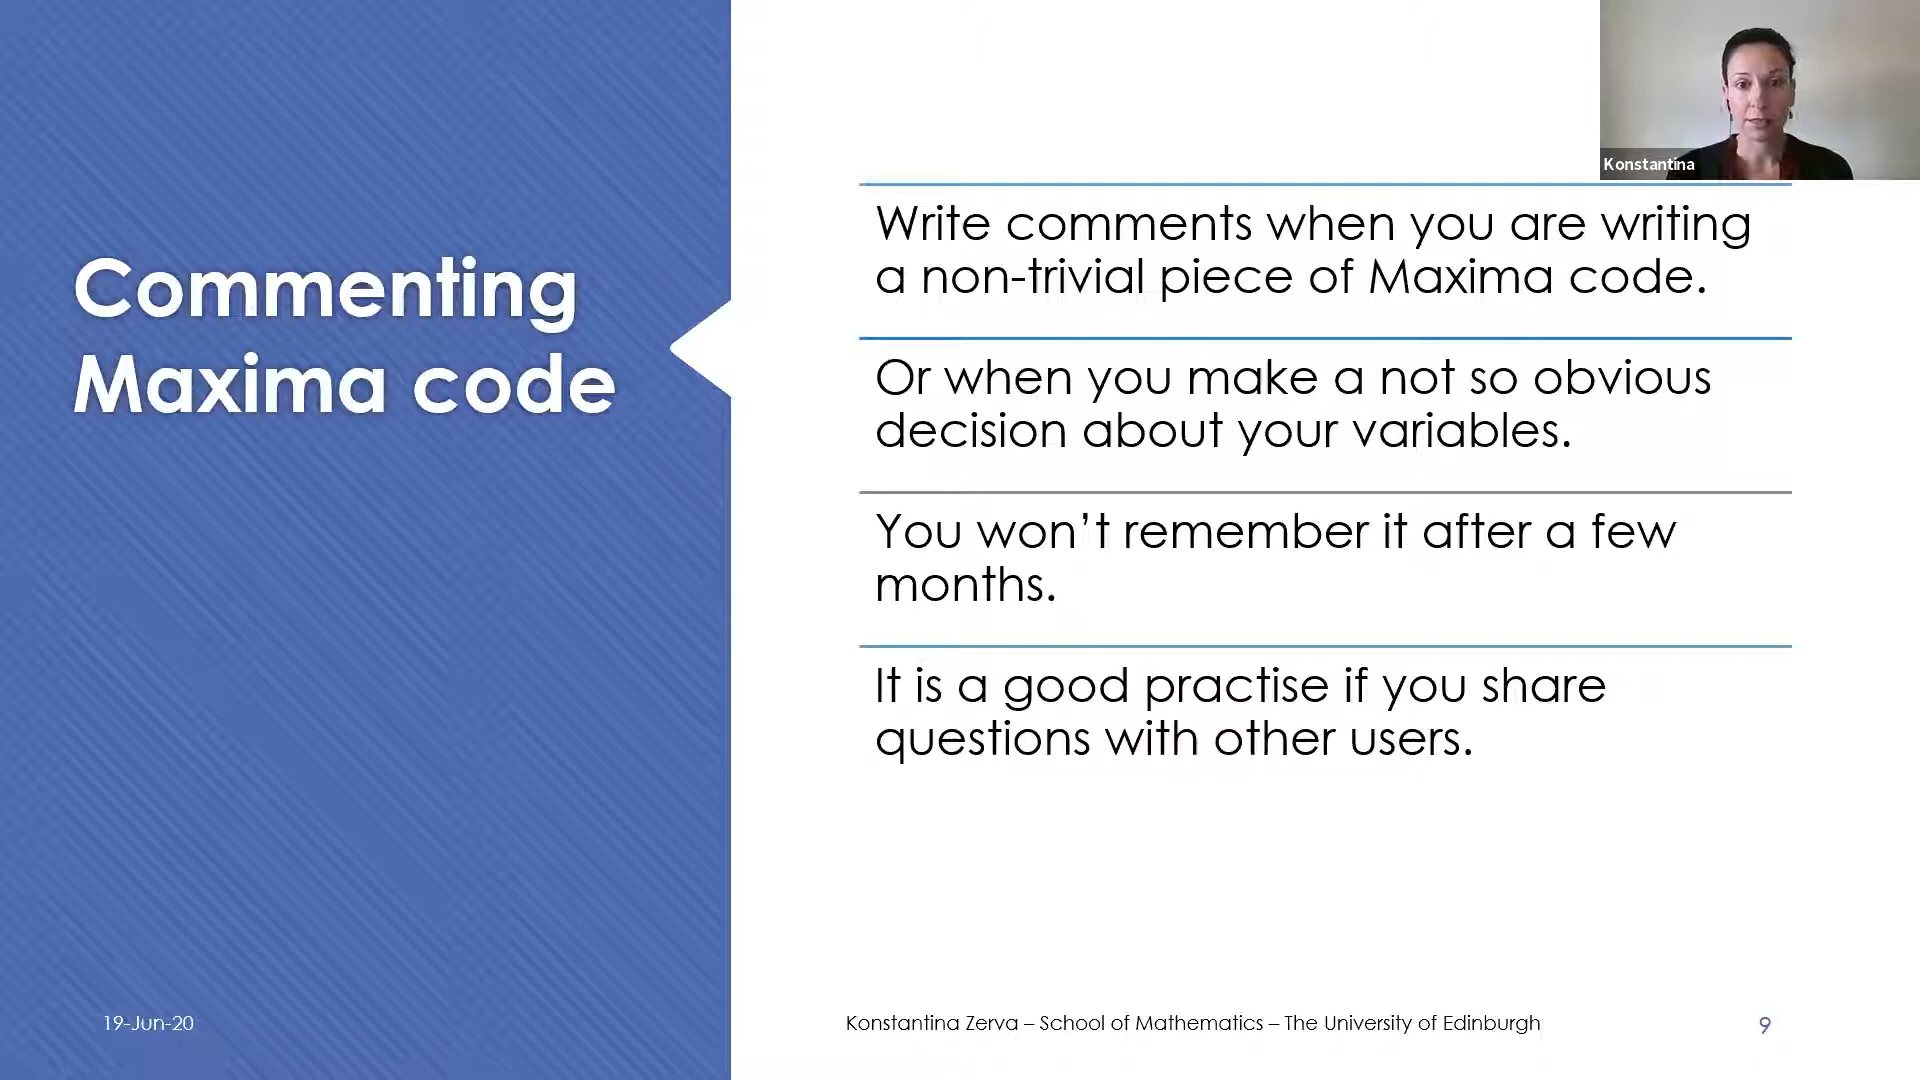 Konstantina
Commenting
Maxima code
Write comments when you are writing
a non-trivial piece of Maxima code.
Or when you make a not so obvious
decision about your variables.
You won’t remember it after a few
months.
It is a good practise if you share
questions with other users.
19-Jun-20
Konstantina Zerva – School of Mathematics – The University of Edinburgh
9